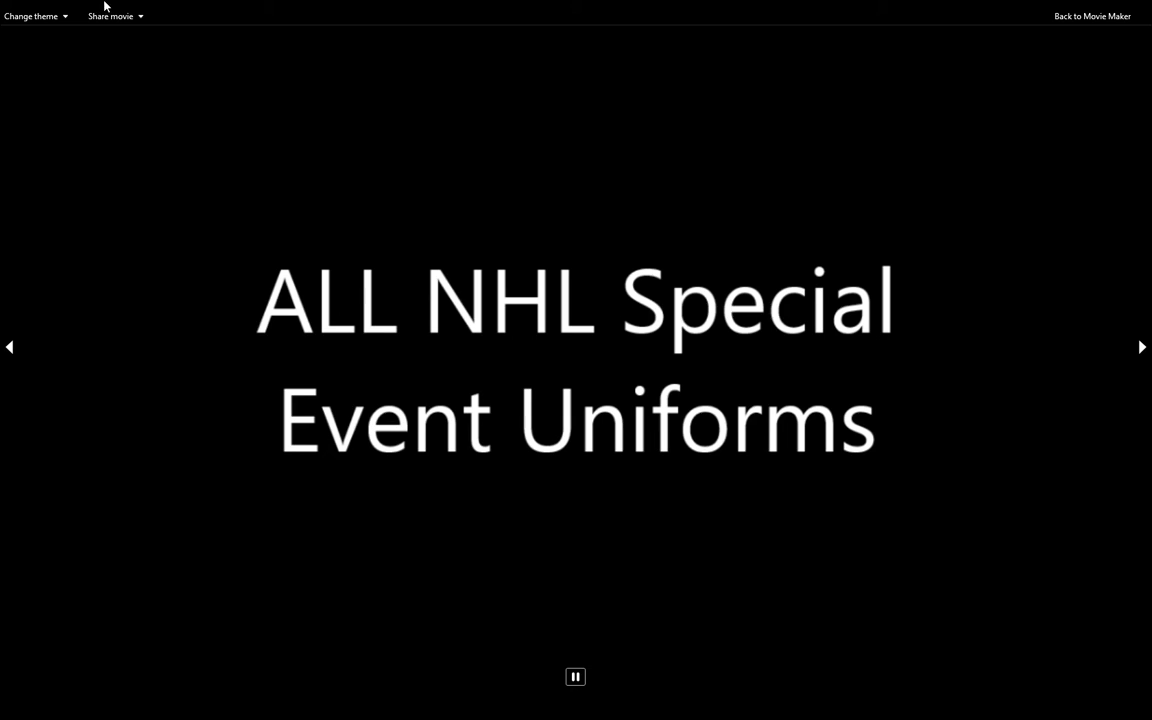 Change theme
Share movie
Back to Movie Maker
ALL NHL Special
Event Uniforms